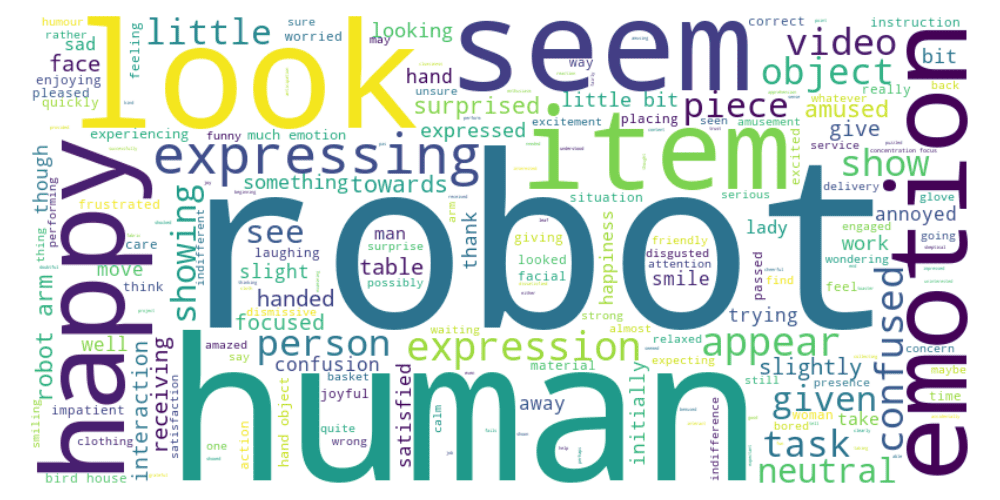 humour
rather
sad
face
enjoying
pleased
quickly
feeling
look
little
sure
worried
looking
may
hand
unsure
surprised
seem
correct
way
instruction
video
object
bit
really
back
whatever
amused
little bit
piece
placing
excitement
seen
amusement
experiencing
funny
much emotion
expressed
item
give
service
show
excited
emotion
happy
expressing
something
towards
situation
serious
delivery
glove
annoyed
engaged
going
work
wondering
robot arm
thing
though
performing
frustrated
care
move
think
showing
indifferent
see
laughing
slight
handed
man
surprise
table
possibly
thank
arm
robot
giving
looked
facial
happiness
friendly
disgusted
attention
smile
lady
passed
trying
find
feel
concentration focus
confused
focused
dismissive
person
confusion
waiting
expression
strong
almost
relaxed
expecting
material
appear
slightly
concern
maybe
well
interaction
receiving
satisfaction
impatient
smiling
clothing
bird house
amazed
say
basket
joyful
quite
wrong
one
action
hand object
human
satisfied
calm
away
initially
indifference
still
presence
given
woman
bored
take
time
task
neutral